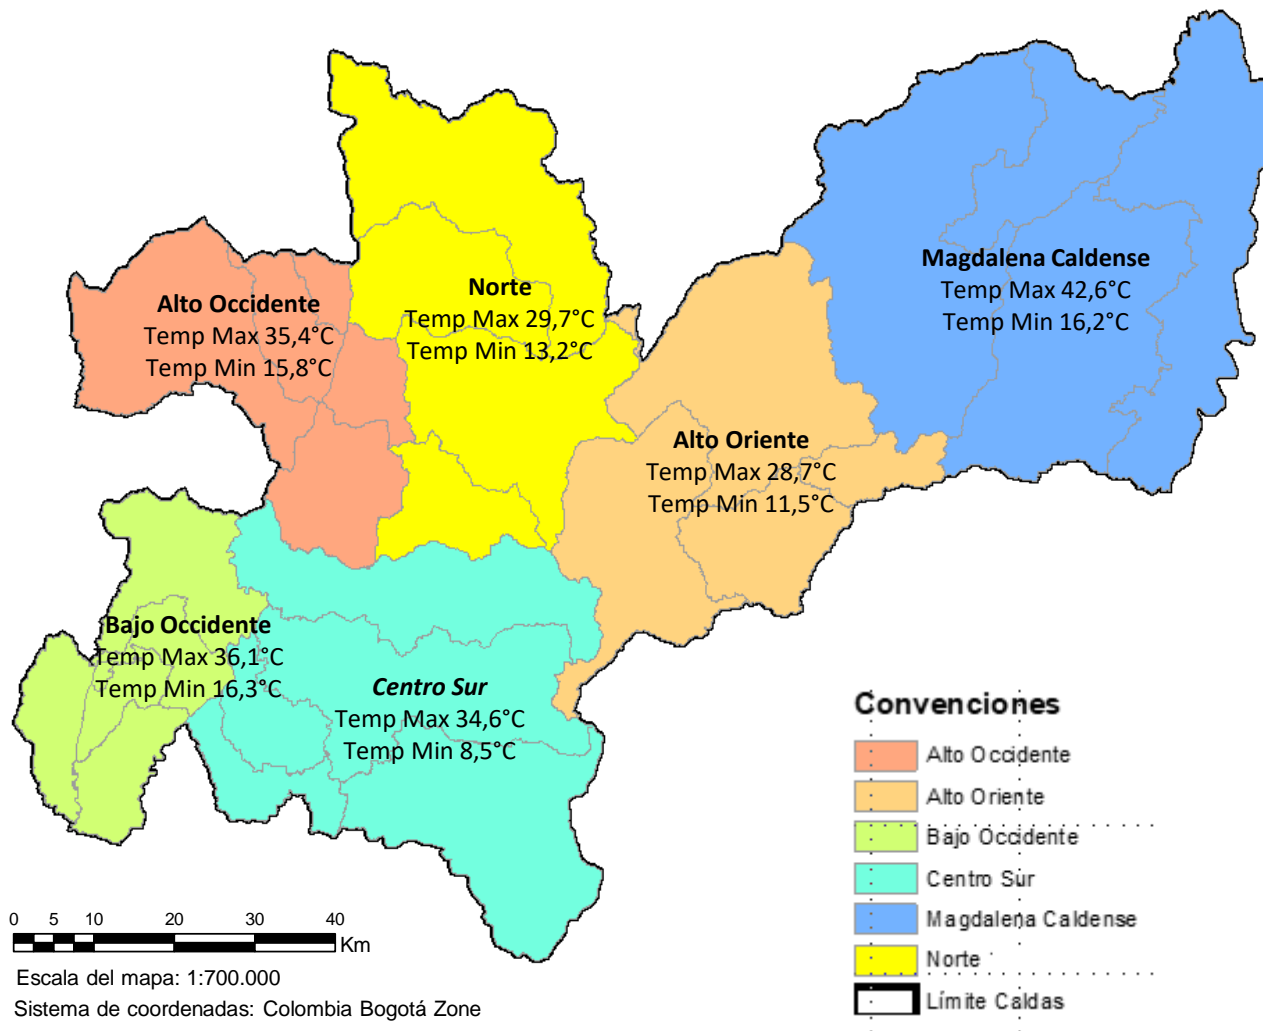 Magdalena Caldense
Temp Max 42,6°C
Temp Min 16,2°C
Norte
Temp Max 29,7°C
Temp Min 13,2°C
Alto Occidente
Temp Max 35,4°C
Temp Min 15,8°C
Alto Oriente
Temp Max 28,7°C
Temp Min 11,5°C
Bajo Occidente
Temp Max 36,1°C
Temp Min 16,3°C
Centro Sur
Temp Max 34,6°C
Temp Min 8,5°C
Convenciones
Alto Occidente
Alto Oriente
Bajo Occidente
Centro Sur
Magdalena Caldense
Norte
Límite Caldas
0 5 10 20 30 40
Km
Escala del mapa: 1:700.000
Sistema de coordenadas: Colombia Bogotá Zone